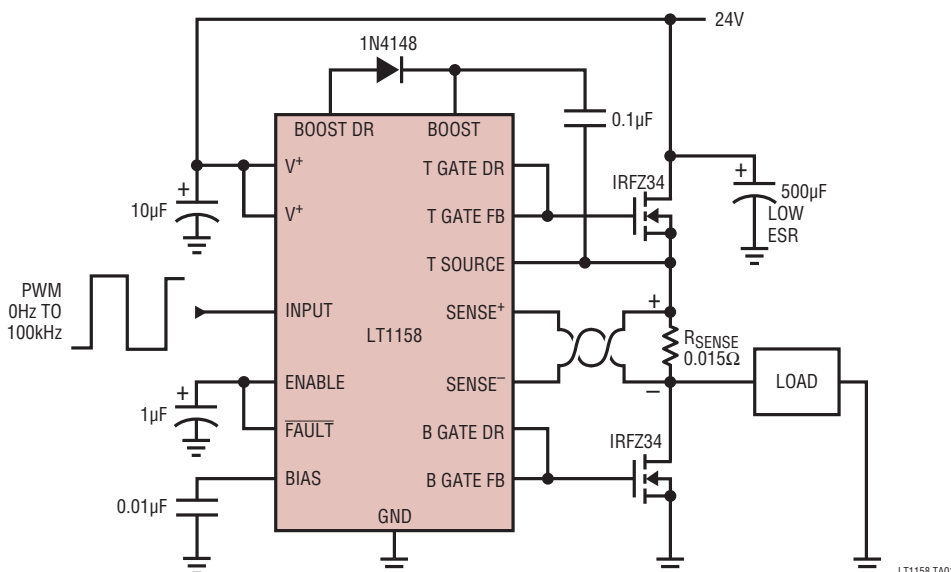 24V
1N4148
BOOST DR
BOOST
0.1µF
V+
T GATE DR
IRFZ34
+
500µF
LOW
ESR
+
10µF
V+
T GATE FB
T SOURCE
PWM
0Hz TO
100kHz
INPUT
SENSE+
+
LT1158
RSENSE
0.015Ω
ENABLE
SENSE–
–
LOAD
+
1µF
FAULT
B GATE DR
IRFZ34
BIAS
B GATE FB
0.01µF
GND